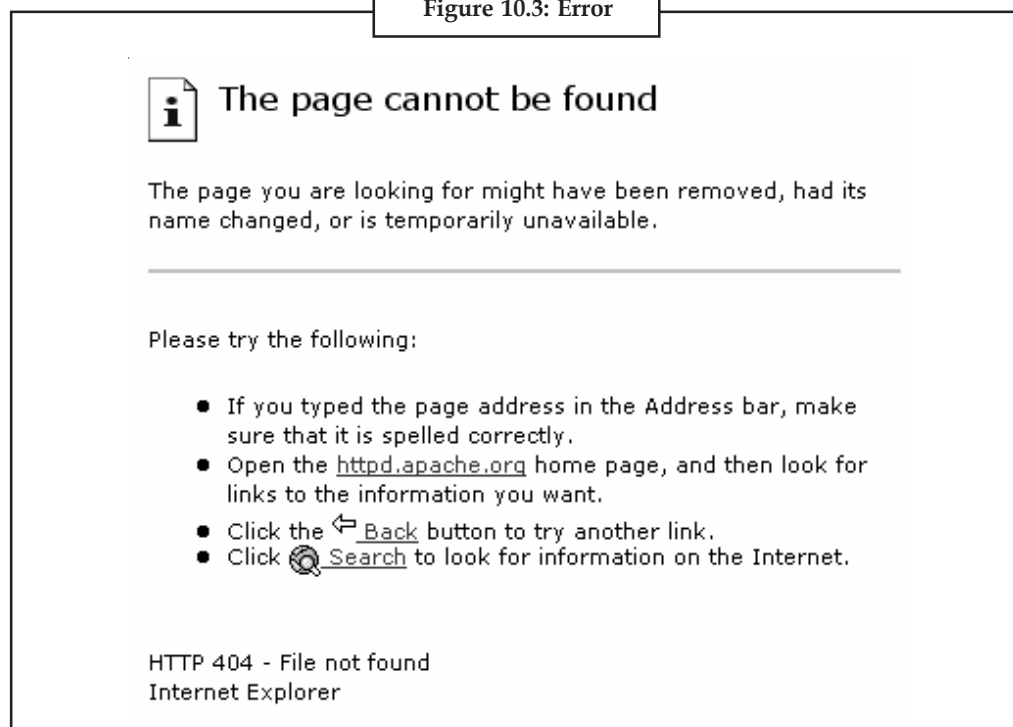 Figure 10.3: Error
The page cannot be found
The page you are looking for might have been removed, had its
name changed, or is temporarily unavailable.
Please try the following:
● If you typed the page address in the Address bar, make
sure that it is spelled correctly.
● Open the httpd.apache.org home page, and then look for
links to the information you want.
● Click the Back button to try another link.
● Click Search to look for information on the Internet.
HTTP 404 - File not found
Internet Explorer